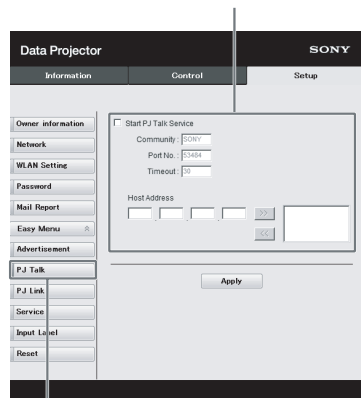 Data Projector
SONY
Information
Control
Setup
Owner information
Network
WLAN Setting
Password
Mail Report
Easy Menu
Advertisement
PJ Talk
PJ Link
Service
Input Label
Reset
Start PJ Talk Service
Community : SONY
Port No. : 53484
Timeout : 30
Host Address
. . .
>>
<<
Apply